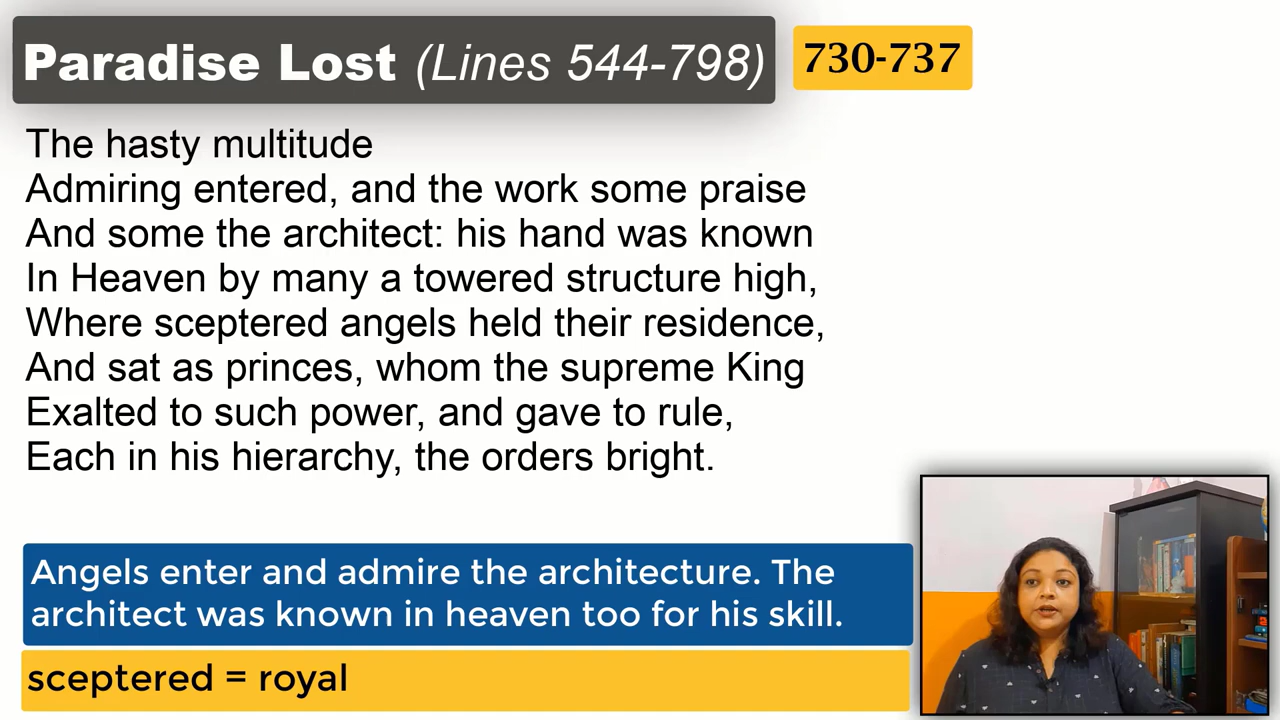 Paradise Lost (Lines 544-798)
730-737
The hasty multitude
Admiring entered, and the work some praise
And some the architect: his hand was known
In Heaven by many a towered structure high,
Where sceptered angels held their residence,
And sat as princes, whom the supreme King
Exalted to such power, and gave to rule,
Each in his hierarchy, the orders bright.
Angels enter and admire the architecture. The
architect was known in heaven too for his skill.
sceptered = royal